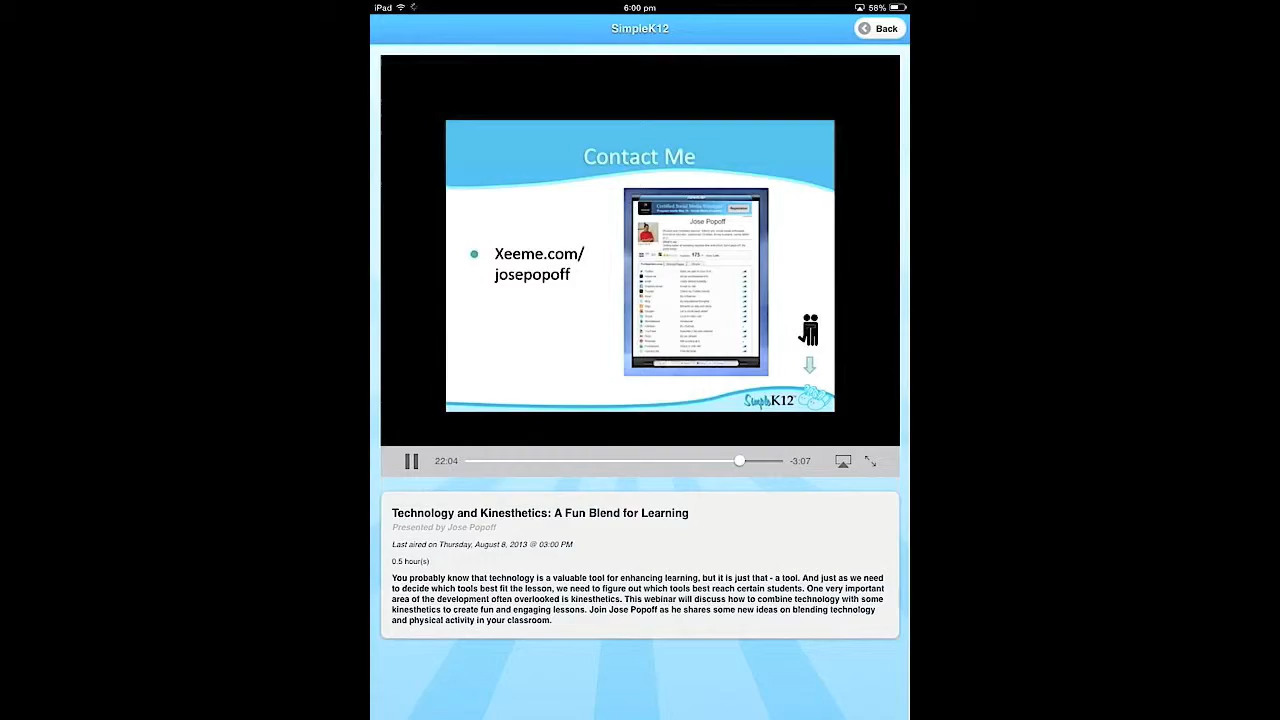 iPad
6:00 pm
58%
SimpleK12
Back
Contact Me
Xeeme.com/
josepopoff
Jose Popoff
SimpleK12
22:04
-3:07
Technology and Kinesthetics: A Fun Blend for Learning
Presented by Jose Popoff
Last aired on Thursday, August 8, 2013 @ 03:00 PM
0.5 hour(s)
You probably know that technology is a valuable tool for enhancing learning, but it is just that - a tool. And just as we need
to decide which tools best fit the lesson, we need to figure out which tools best reach certain students. One very important
area of the development often overlooked is kinesthetics. This webinar will discuss how to combine technology with some
kinesthetics to create fun and engaging lessons. Join Jose Popoff as he shares some new ideas on blending technology
and physical activity in your classroom.